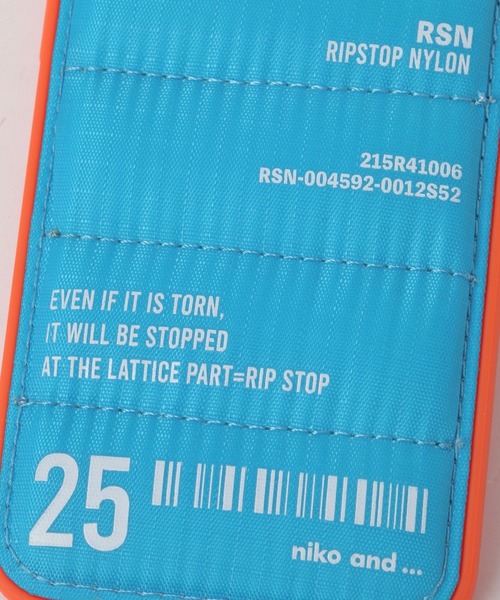 RSN
RIPSTOP NYLON
215R41006
RSN-004592-0012S52
EVEN IF IT IS TORN,
IT WILL BE STOPPED
AT THE LATTICE PART=RIP STOP
25
niko and ...